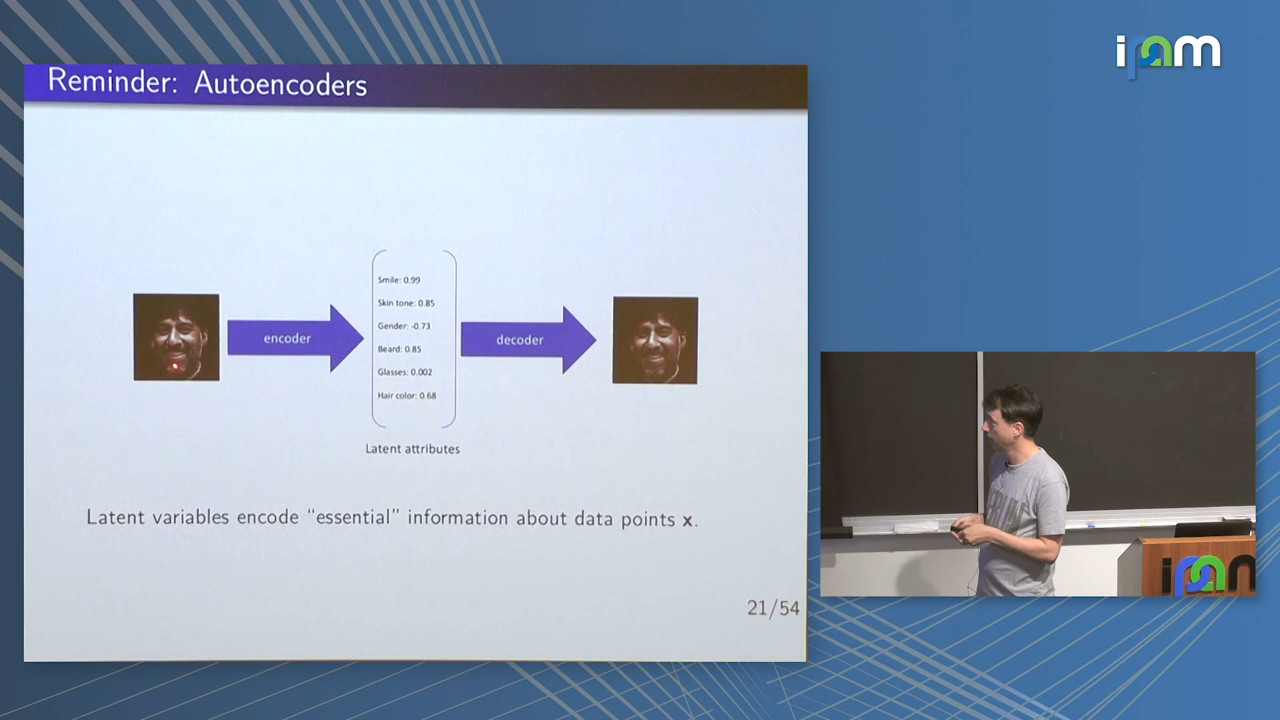 Reminder: Autoencoders
ipam
encoder
Smile: 0.99
Skin tone: 0.85
Gender: -0.73
Beard: 0.85
Glasses: 0.002
Hair color: 0.68
decoder
Latent attributes
Latent variables encode “essential” information about data points x.
21/54
ipam